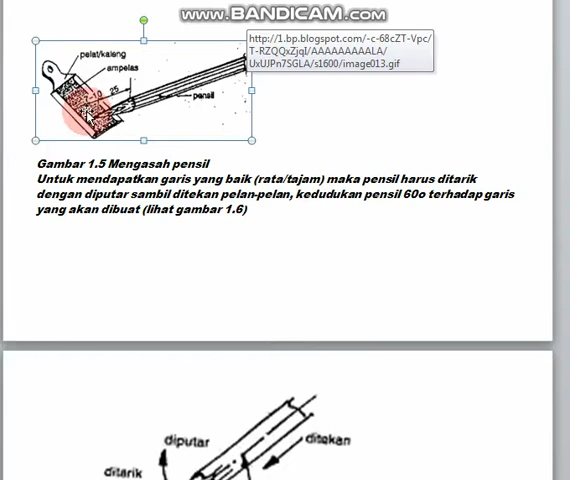 www.BANDICAM.com
http://1.bp.blogspot.com/-c-68cZT-Vpc/
T-RZQQxZjqI/AAAAAAAAALA/
UxUJPn7SGLA/s1600/image013.gif
pelat/kaleng
ampelas
7-10
25
pensil
Gambar 1.5 Mengasah pensil
Untuk mendapatkan garis yang baik (rata/tajam) maka pensil harus ditarik
dengan diputar sambil ditekan pelan-pelan, kedudukan pensil 60o terhadap garis
yang akan dibuat (lihat gambar 1.6)
diputar
ditekan
ditarik